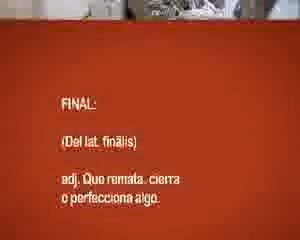 FINAL:
(Del lat. finālis)
adj. Que remata, cierra
o perfecciona algo.